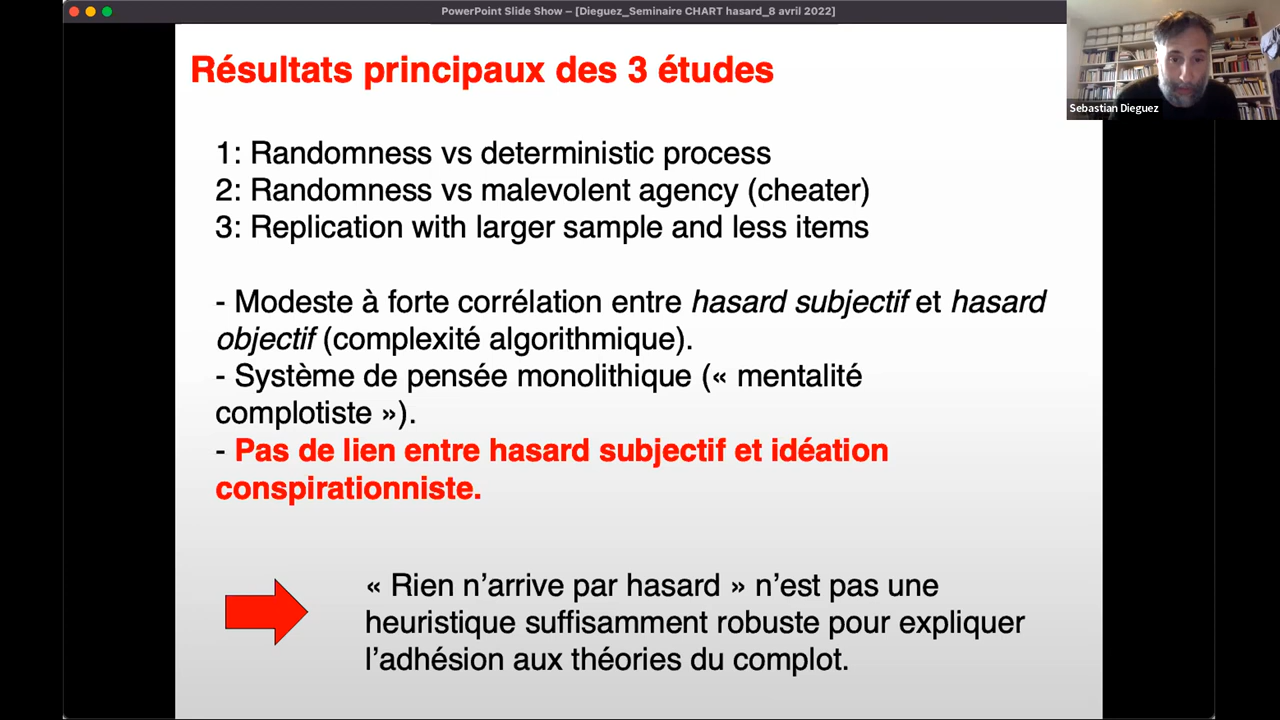 PowerPoint Slide Show – [Dieguez_Seminaire CHART hasard_8 avril 2022]
Sebastian Dieguez
Résultats principaux des 3 études
1: Randomness vs deterministic process
2: Randomness vs malevolent agency (cheater)
3: Replication with larger sample and less items
- Modeste à forte corrélation entre hasard subjectif et hasard
objectif (complexité algorithmique).
- Système de pensée monolithique (« mentalité
complotiste »).
- Pas de lien entre hasard subjectif et idéation
conspirationniste.
« Rien n’arrive par hasard » n’est pas une
heuristique suffisamment robuste pour expliquer
l’adhésion aux théories du complot.